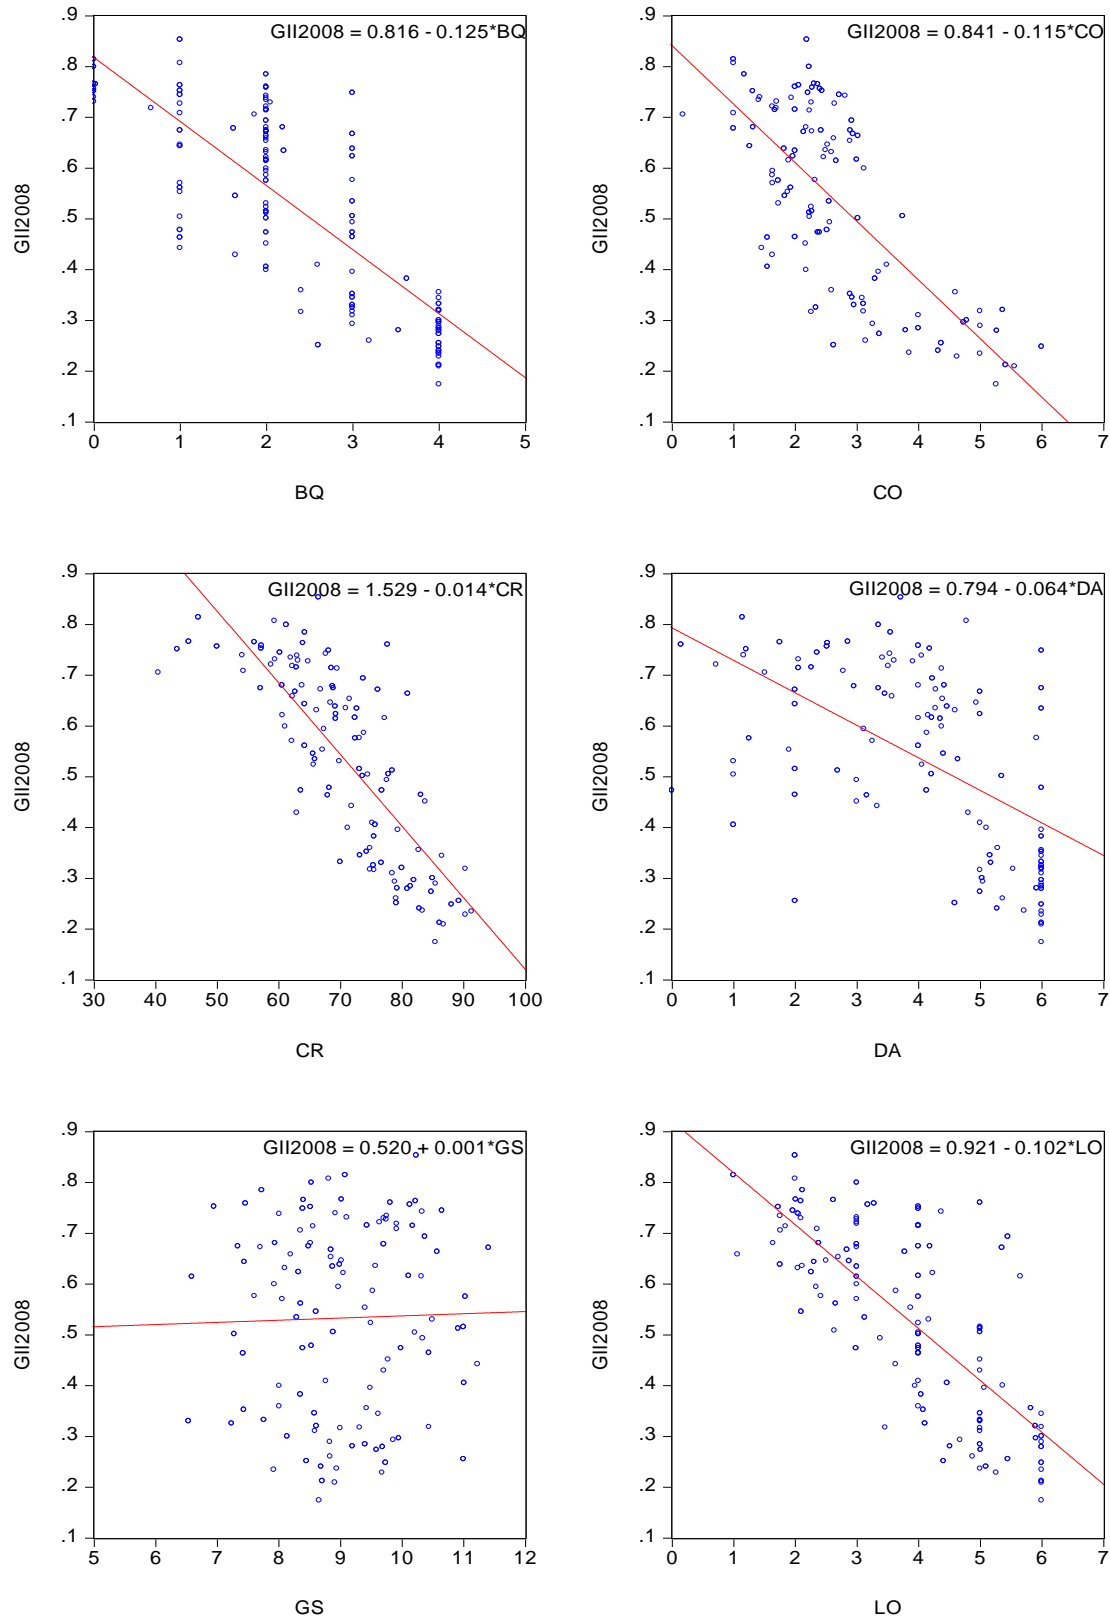 GII2008 = 0.816 - 0.125*BQ
.9
.8
.7
.6
.5
.4
.3
.2
.1
GII2008
0 1 2 3 4 5
BQ
GII2008 = 0.841 - 0.115*CO
.9
.8
.7
.6
.5
.4
.3
.2
.1
GII2008
0 1 2 3 4 5 6 7
CO
GII2008 = 1.529 - 0.014*CR
.9
.8
.7
.6
.5
.4
.3
.2
.1
GII2008
30 40 50 60 70 80 90 100
CR
GII2008 = 0.794 - 0.064*DA
.9
.8
.7
.6
.5
.4
.3
.2
.1
GII2008
0 1 2 3 4 5 6 7
DA
GII2008 = 0.520 + 0.001*GS
.9
.8
.7
.6
.5
.4
.3
.2
.1
GII2008
5 6 7 8 9 10 11 12
GS
GII2008 = 0.921 - 0.102*LO
.9
.8
.7
.6
.5
.4
.3
.2
.1
GII2008
0 1 2 3 4 5 6 7
LO